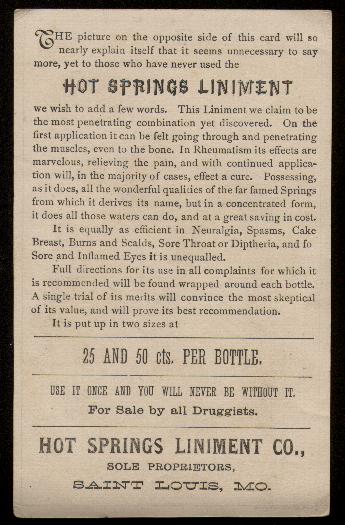 THE picture on the opposite side of this card will so
nearly explain itself that it seems unnecessary to say
more, yet to those who have never used the
HOT SPRINGS LINIMENT
we wish to add a few words. This Liniment we claim to be
the most penetrating combination yet discovered. On the
first application it can be felt going through and penetrating
the muscles, even to the bone. In Rheumatism its effects are
marvelous, relieving the pain, and with continued applica-
tion will, in the majority of cases, effect a cure. Possessing,
as it does, all the wonderful qualities of the far famed Springs
from which it derives its name, but in a concentrated form,
it does all those waters can do, and at a great saving in cost.
It is equally as efficient in Neuralgia, Spasms, Cake
Breast, Burns and Scalds, Sore Throat or Diptheria, and fo
Sore and Inflamed Eyes it is unequalled.
Full directions for its use in all complaints for which it
is recommended will be found wrapped around each bottle.
A single trial of its merits will convince the most skeptical
of its value, and will prove its best recommendation.
It is put up in two sizes at
25 AND 50 cts. PER BOTTLE.
USE IT ONCE AND YOU WILL NEVER BE WITHOUT IT.
For Sale by all Druggists.
HOT SPRINGS LINIMENT CO.,
SOLE PROPRIETORS,
SAINT LOUIS, MO.